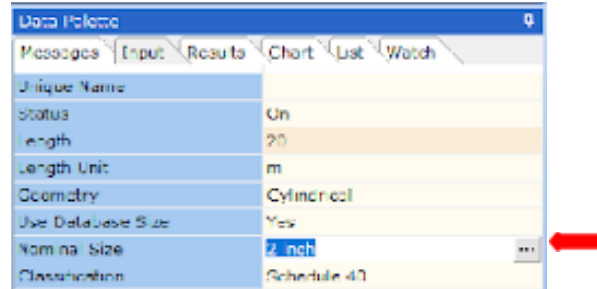 Data Palette
Messages Input Results Chart List Watch
Unique Name
Status On
Length 20
Length Unit m
Geometry Cylindrical
Use Database Size Yes
Nominal Size 2 inch ...
Classification Schedule 40